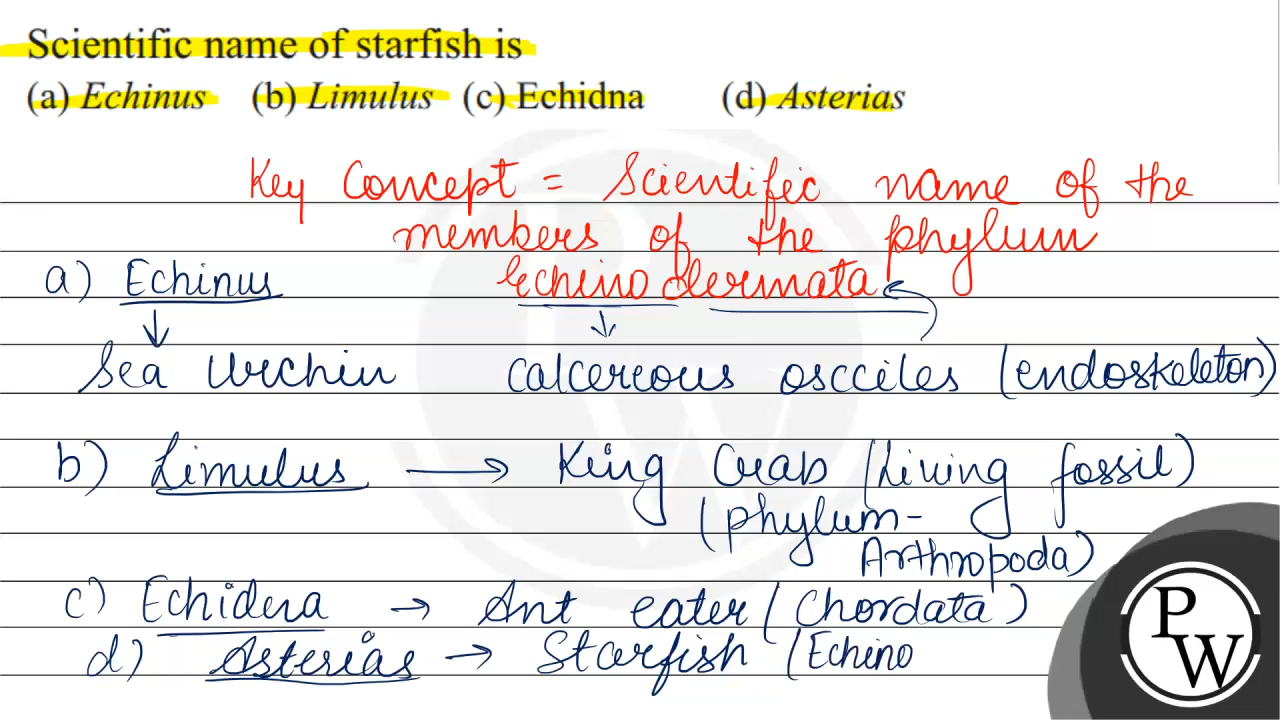 Scientific name of starfish is
(a) Echinus (b) Limulus (c) Echidna (d) Asterias
Key Concept = Scientific name of the
members of the phylum
Echinodermata
a) Echinus
Sea Urchin calcereous oscciles (endoskeleton)
b) Limulus → King Crab (Living fossil)
(phylum-
Arthropoda)
c) Echidna → Ant eater (Chordata)
d) Asterias → Starfish (Echino
PW